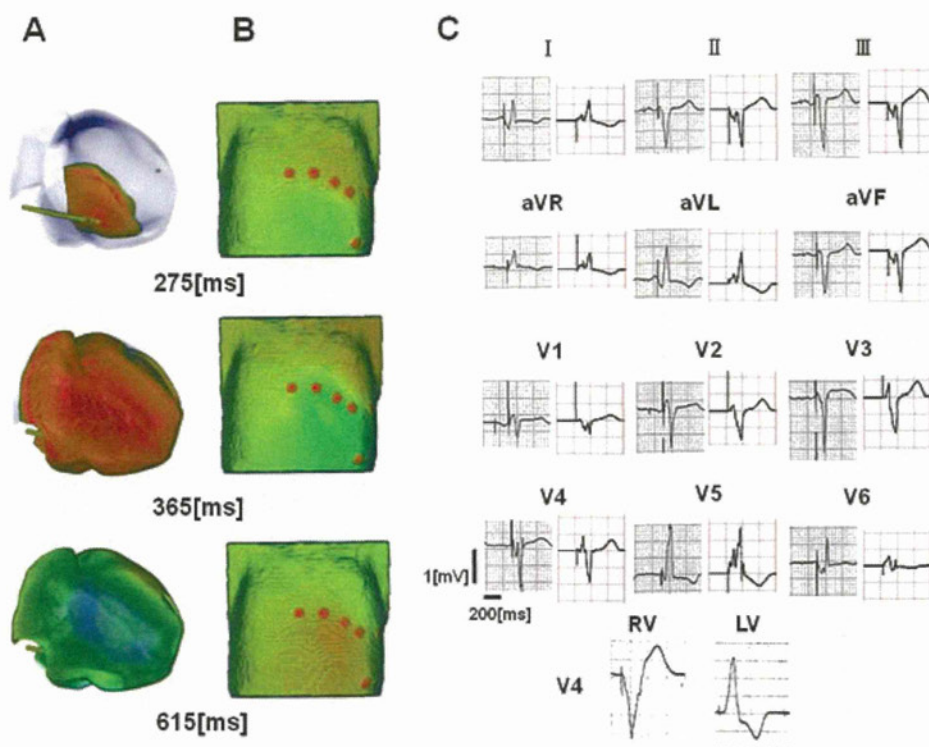 A B C
I II III
275[ms]
aVR aVL aVF
365[ms]
V1 V2 V3
V4 V5 V6
1[mV]
200[ms]
RV LV
V4
615[ms]